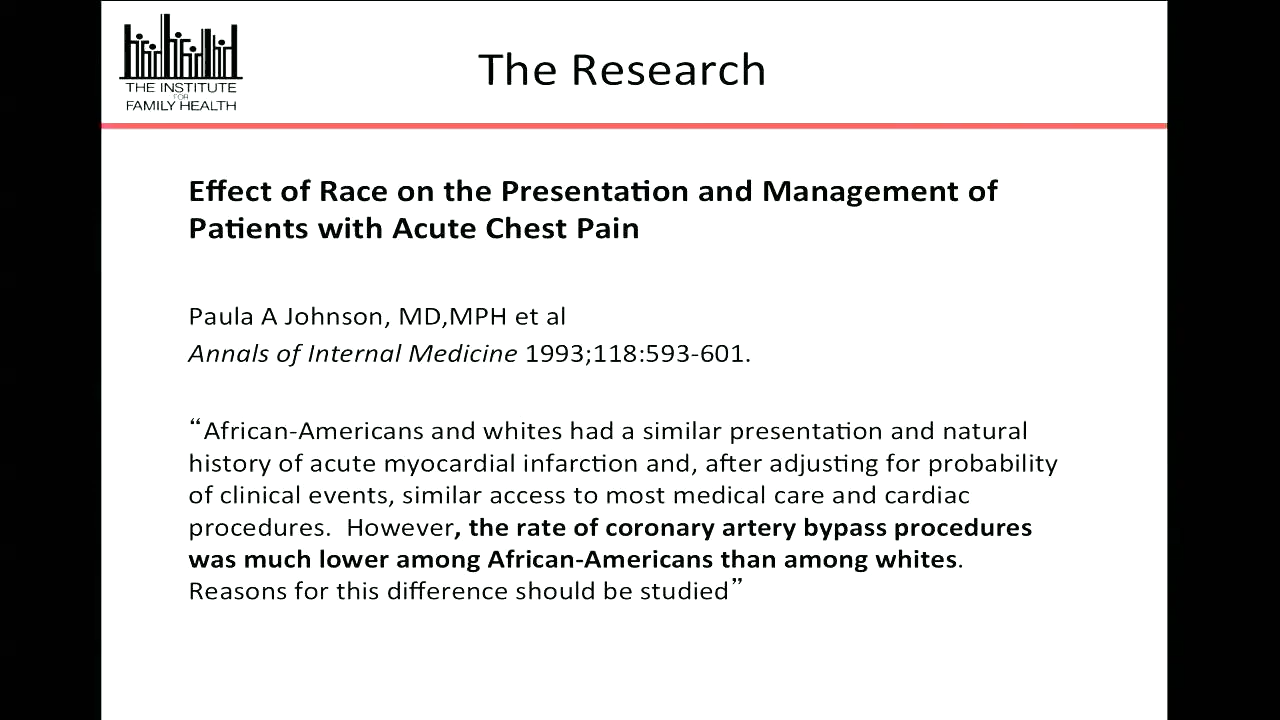 THE INSTITUTE
FOR
FAMILY HEALTH
The Research
Effect of Race on the Presentation and Management of
Patients with Acute Chest Pain
Paula A Johnson, MD,MPH et al
Annals of Internal Medicine 1993;118:593-601.
“African-Americans and whites had a similar presentation and natural
history of acute myocardial infarction and, after adjusting for probability
of clinical events, similar access to most medical care and cardiac
procedures.  However, the rate of coronary artery bypass procedures
was much lower among African-Americans than among whites.
Reasons for this difference should be studied”